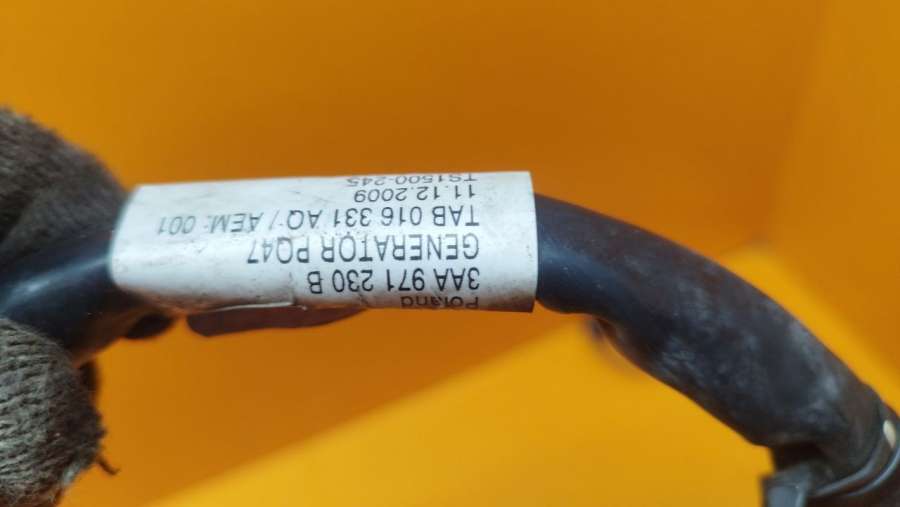 Poland
3AA 971 230 B
GENERATOR PQ47
TAB 016 331 AQ / AEM: 001
11.12.2009
TS1500-245